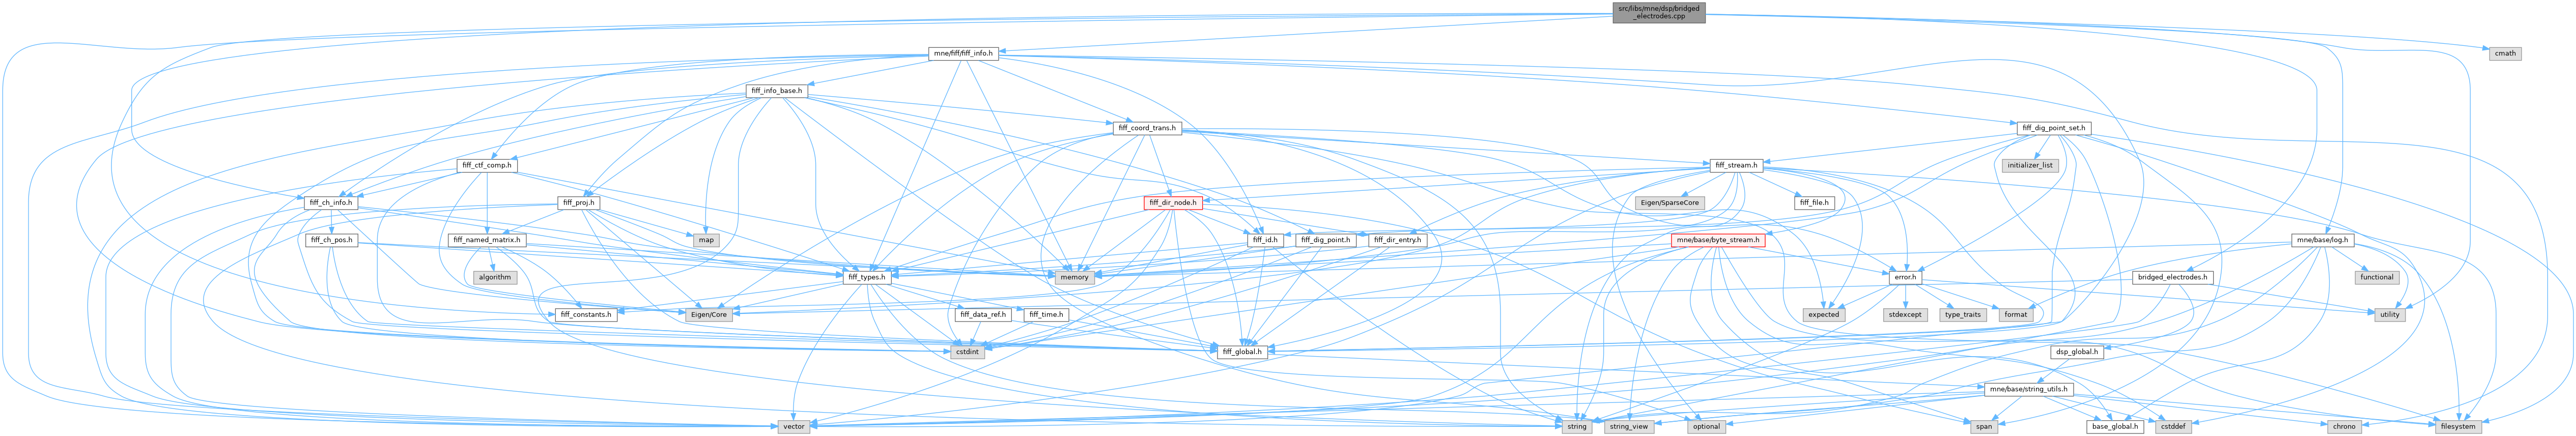 src/libs/mne/dsp/bridged
_electrodes.cpp
mne/fiff/fiff_info.h
cmath
fiff_info_base.h
fiff_coord_trans.h
fiff_dig_point_set.h
fiff_ctf_comp.h
fiff_stream.h
initializer_list
fiff_ch_info.h
fiff_proj.h
fiff_dir_node.h
Eigen/SparseCore
fiff_file.h
fiff_ch_pos.h
fiff_named_matrix.h
map
fiff_id.h
fiff_dig_point.h
fiff_dir_entry.h
mne/base/byte_stream.h
mne/base/log.h
algorithm
fiff_types.h
memory
error.h
bridged_electrodes.h
functional
fiff_constants.h
Eigen/Core
fiff_data_ref.h
fiff_time.h
expected
stdexcept
type_traits
format
utility
cstdint
fiff_global.h
dsp_global.h
mne/base/string_utils.h
vector
string
string_view
optional
span
base_global.h
cstddef
chrono
filesystem